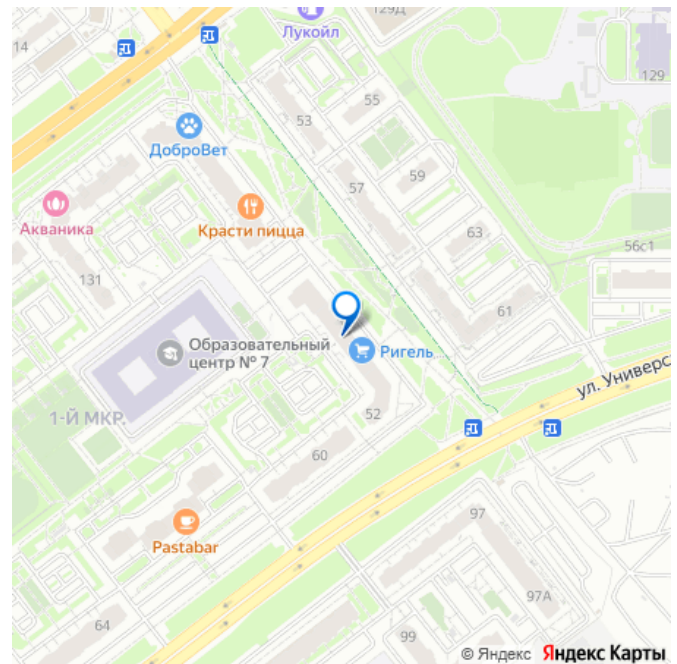 129Д
14
Лукойл
129
55
53
ДоброВет
59
57
Акваника
Красти пицца
63
56с1
131
61
Образовательный
центр № 7
Ригель
ул. Универс
1-Й МКР.
52
60
97
Pastabar
97А
64
99
© Яндекс Яндекс Карты